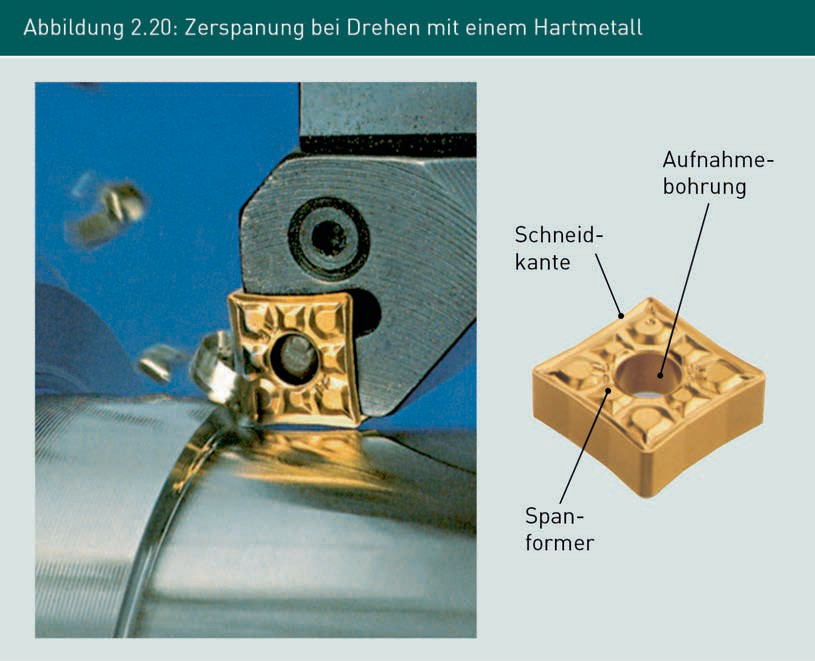 Abbildung 2.20: Zerspanung bei Drehen mit einem Hartmetall
Aufnahme-
bohrung
Schneid-
kante
Span-
former